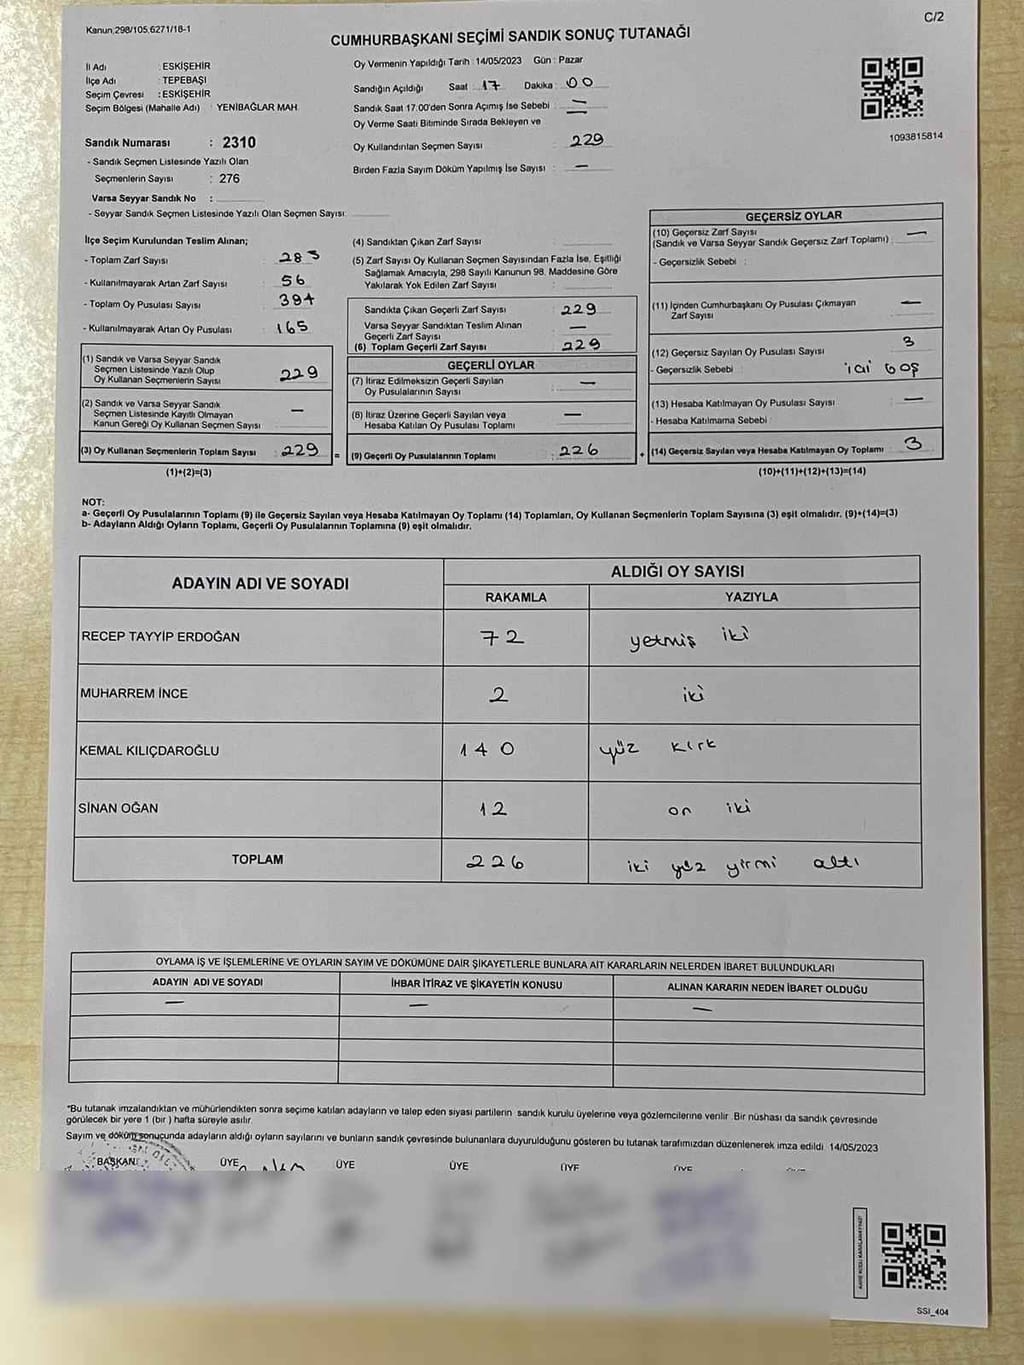 Kanun;298/105,6271/18-1
C/2
CUMHURBAŞKANI SEÇİMİ SANDIK SONUÇ TUTANAĞI
İl Adı : ESKİŞEHİR
İlçe Adı : TEPEBAŞI
Seçim Çevresi : ESKİŞEHİR
Seçim Bölgesi (Mahalle Adı) : YENİBAĞLAR MAH.
Oy Vermenin Yapıldığı Tarih : 14/05/2023 Gün : Pazar
Sandığın Açıldığı Saat 17 Dakika : 00
Sandık Saat 17:00'den Sonra Açımış İse Sebebi : —
Oy Verme Saati Bitiminde Sırada Bekleyen ve
Oy Kullandırılan Seçmen Sayısı : 229
Birden Fazla Sayım Döküm Yapılmış İse Sayısı : —
1093815814
Sandık Numarası : 2310
- Sandık Seçmen Listesinde Yazılı Olan
Seçmenlerin Sayısı : 276
Varsa Seyyar Sandık No :
- Seyyar Sandık Seçmen Listesinde Yazılı Olan Seçmen Sayısı:
İlçe Seçim Kurulundan Teslim Alınan;
- Toplam Zarf Sayısı : 285
- Kullanılmayarak Artan Zarf Sayısı : 56
- Toplam Oy Pusulası Sayısı : 394
- Kullanılmayarak Artan Oy Pusulası : 165
(1) Sandık ve Varsa Seyyar Sandık
Seçmen Listesinde Yazılı Olup
Oy Kullanan Seçmenlerin Sayısı : 229
(2) Sandık ve Varsa Seyyar Sandık
Seçmen Listesinde Kayıtlı Olmayan
Kanun Gereği Oy Kullanan Seçmen Sayısı : —
(3) Oy Kullanan Seçmenlerin Toplam Sayısı : 229
(1)+(2)=(3)
(4) Sandıktan Çıkan Zarf Sayısı :
(5) Zarf Sayısı Oy Kullanan Seçmen Sayısından Fazla İse, Eşitliği
Sağlamak Amacıyla, 298 Sayılı Kanunun 98. Maddesine Göre
Yakılarak Yok Edilen Zarf Sayısı :
Sandıkta Çıkan Geçerli Zarf Sayısı : 229
Varsa Seyyar Sandıktan Teslim Alınan
Geçerli Zarf Sayısı : —
(6) Toplam Geçerli Zarf Sayısı : 229
GEÇERLİ OYLAR
(7) İtiraz Edilmeksizin Geçerli Sayılan
Oy Pusulalarının Sayısı : —
(8) İtiraz Üzerine Geçerli Sayılan veya
Hesaba Katılan Oy Pusulası Toplamı : —
= (9) Geçerli Oy Pusulalarının Toplamı : 226 +
GEÇERSİZ OYLAR
(10) Geçersiz Zarf Sayısı
(Sandık ve Varsa Seyyar Sandık Geçersiz Zarf Toplamı) : —
- Geçersizlik Sebebi :
(11) İçinden Cumhurbaşkanı Oy Pusulası Çıkmayan
Zarf Sayısı : —
(12) Geçersiz Sayılan Oy Pusulası Sayısı : 3
- Geçersizlik Sebebi : içi boş
(13) Hesaba Katılmayan Oy Pusulası Sayısı : —
- Hesaba Katılmama Sebebi :
(14) Geçersiz Sayılan veya Hesaba Katılmayan Oy Toplamı : 3
(10)+(11)+(12)+(13)=(14)
NOT:
a- Geçerli Oy Pusulalarının Toplamı (9) ile Geçersiz Sayılan veya Hesaba Katılmayan Oy Toplamı (14) Toplamları, Oy Kullanan Seçmenlerin Toplam Sayısına (3) eşit olmalıdır. (9)+(14)=(3)
b- Adayların Aldığı Oyların Toplamı, Geçerli Oy Pusulalarının Toplamına (9) eşit olmalıdır.
ADAYIN ADI VE SOYADI
ALDIĞI OY SAYISI
RAKAMLA YAZIYLA
RECEP TAYYİP ERDOĞAN 72 yetmiş iki
MUHARREM İNCE 2 iki
KEMAL KILIÇDAROĞLU 140 yüz kırk
SİNAN OĞAN 12 on iki
TOPLAM 226 iki yüz yirmi altı
OYLAMA İŞ VE İŞLEMLERİNE VE OYLARIN SAYIM VE DÖKÜMÜNE DAİR ŞİKAYETLERLE BUNLARA AİT KARARLARIN NELERDEN İBARET BULUNDUKLARI
ADAYIN ADI VE SOYADI İHBAR İTİRAZ VE ŞİKAYETİN KONUSU ALINAN KARARIN NEDEN İBARET OLDUĞU
— — —
"Bu tutanak imzalandıktan ve mühürlendikten sonra seçime katılan adayların ve talep eden siyasi partilerin sandık kurulu üyelerine veya gözlemcilerine verilir. Bir nüshası da sandık çevresinde
görülecek bir yere 1 (bir ) hafta süreyle asılır.
Sayım ve döküm sonuçunda adayların aldığı oyların sayılarını ve bunların sandık çevresinde bulunanlara duyurulduğunu gösteren bu tutanak tarafımızdan düzenlenerek imza edildi. 14/05/2023
BAŞKAN ÜYE ÜYE ÜYE ÜYE ÜYE
SSI_404